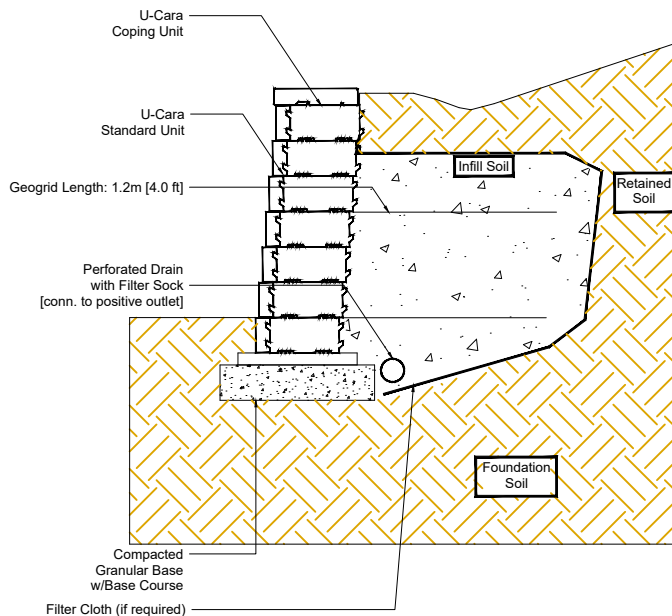 U-Cara
Coping Unit
U-Cara
Standard Unit
Infill Soil
Geogrid Length: 1.2m [4.0 ft]
Retained
Soil
Perforated Drain
with Filter Sock
[conn. to positive outlet]
Foundation
Soil
Compacted
Granular Base
w/Base Course
Filter Cloth (if required)